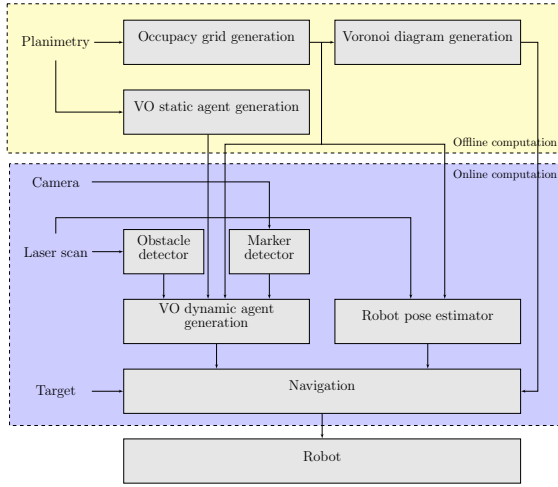 Planimetry
Occupancy grid generation
Voronoi diagram generation
VO static agent generation
Offline computation
Online computation
Camera
Laser scan
Obstacle
detector
Marker
detector
VO dynamic agent
generation
Robot pose estimator
Target
Navigation
Robot